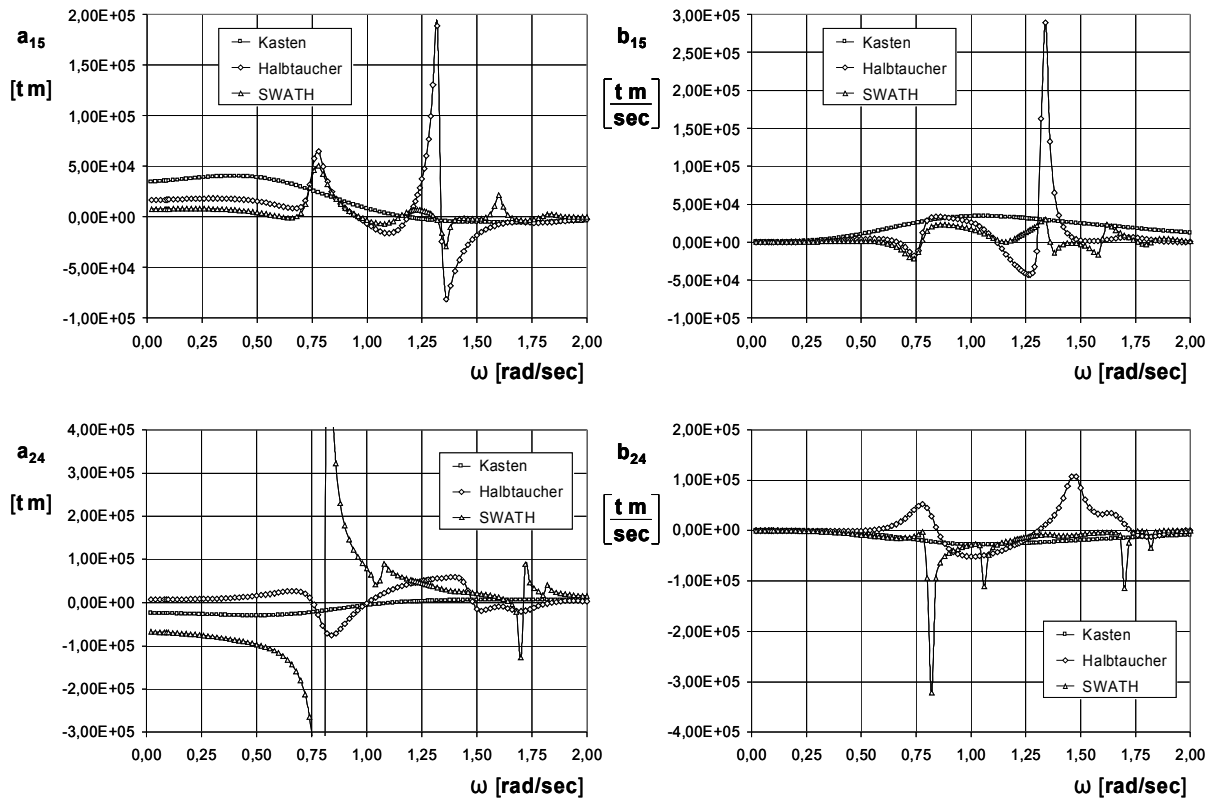 a15
[t m]
2,00E+05
1,50E+05
1,00E+05
5,00E+04
0,00E+00
-5,00E+04
-1,00E+05
Kasten
Halbtaucher
SWATH
0,00 0,25 0,50 0,75 1,00 1,25 1,50 1,75 2,00
ω [rad/sec]
b15
[t m
sec]
3,00E+05
2,50E+05
2,00E+05
1,50E+05
1,00E+05
5,00E+04
0,00E+00
-5,00E+04
-1,00E+05
Kasten
Halbtaucher
SWATH
0,00 0,25 0,50 0,75 1,00 1,25 1,50 1,75 2,00
ω [rad/sec]
a24
[t m]
4,00E+05
3,00E+05
2,00E+05
1,00E+05
0,00E+00
-1,00E+05
-2,00E+05
-3,00E+05
Kasten
Halbtaucher
SWATH
0,00 0,25 0,50 0,75 1,00 1,25 1,50 1,75 2,00
ω [rad/sec]
b24
[t m
sec]
2,00E+05
1,00E+05
0,00E+00
-1,00E+05
-2,00E+05
-3,00E+05
-4,00E+05
Kasten
Halbtaucher
SWATH
0,00 0,25 0,50 0,75 1,00 1,25 1,50 1,75 2,00
ω [rad/sec]